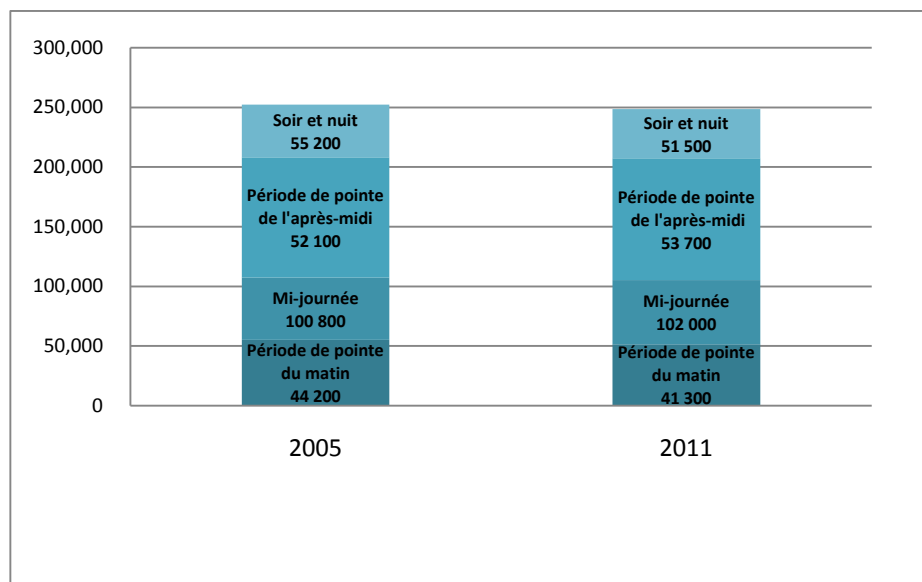 300,000
250,000
200,000
150,000
100,000
50,000
0
Soir et nuit
55 200
Période de pointe
de l'après-midi
52 100
Mi-journée
100 800
Période de pointe
du matin
44 200
Soir et nuit
51 500
Période de pointe
de l'après-midi
53 700
Mi-journée
102 000
Période de pointe
du matin
41 300
2005
2011